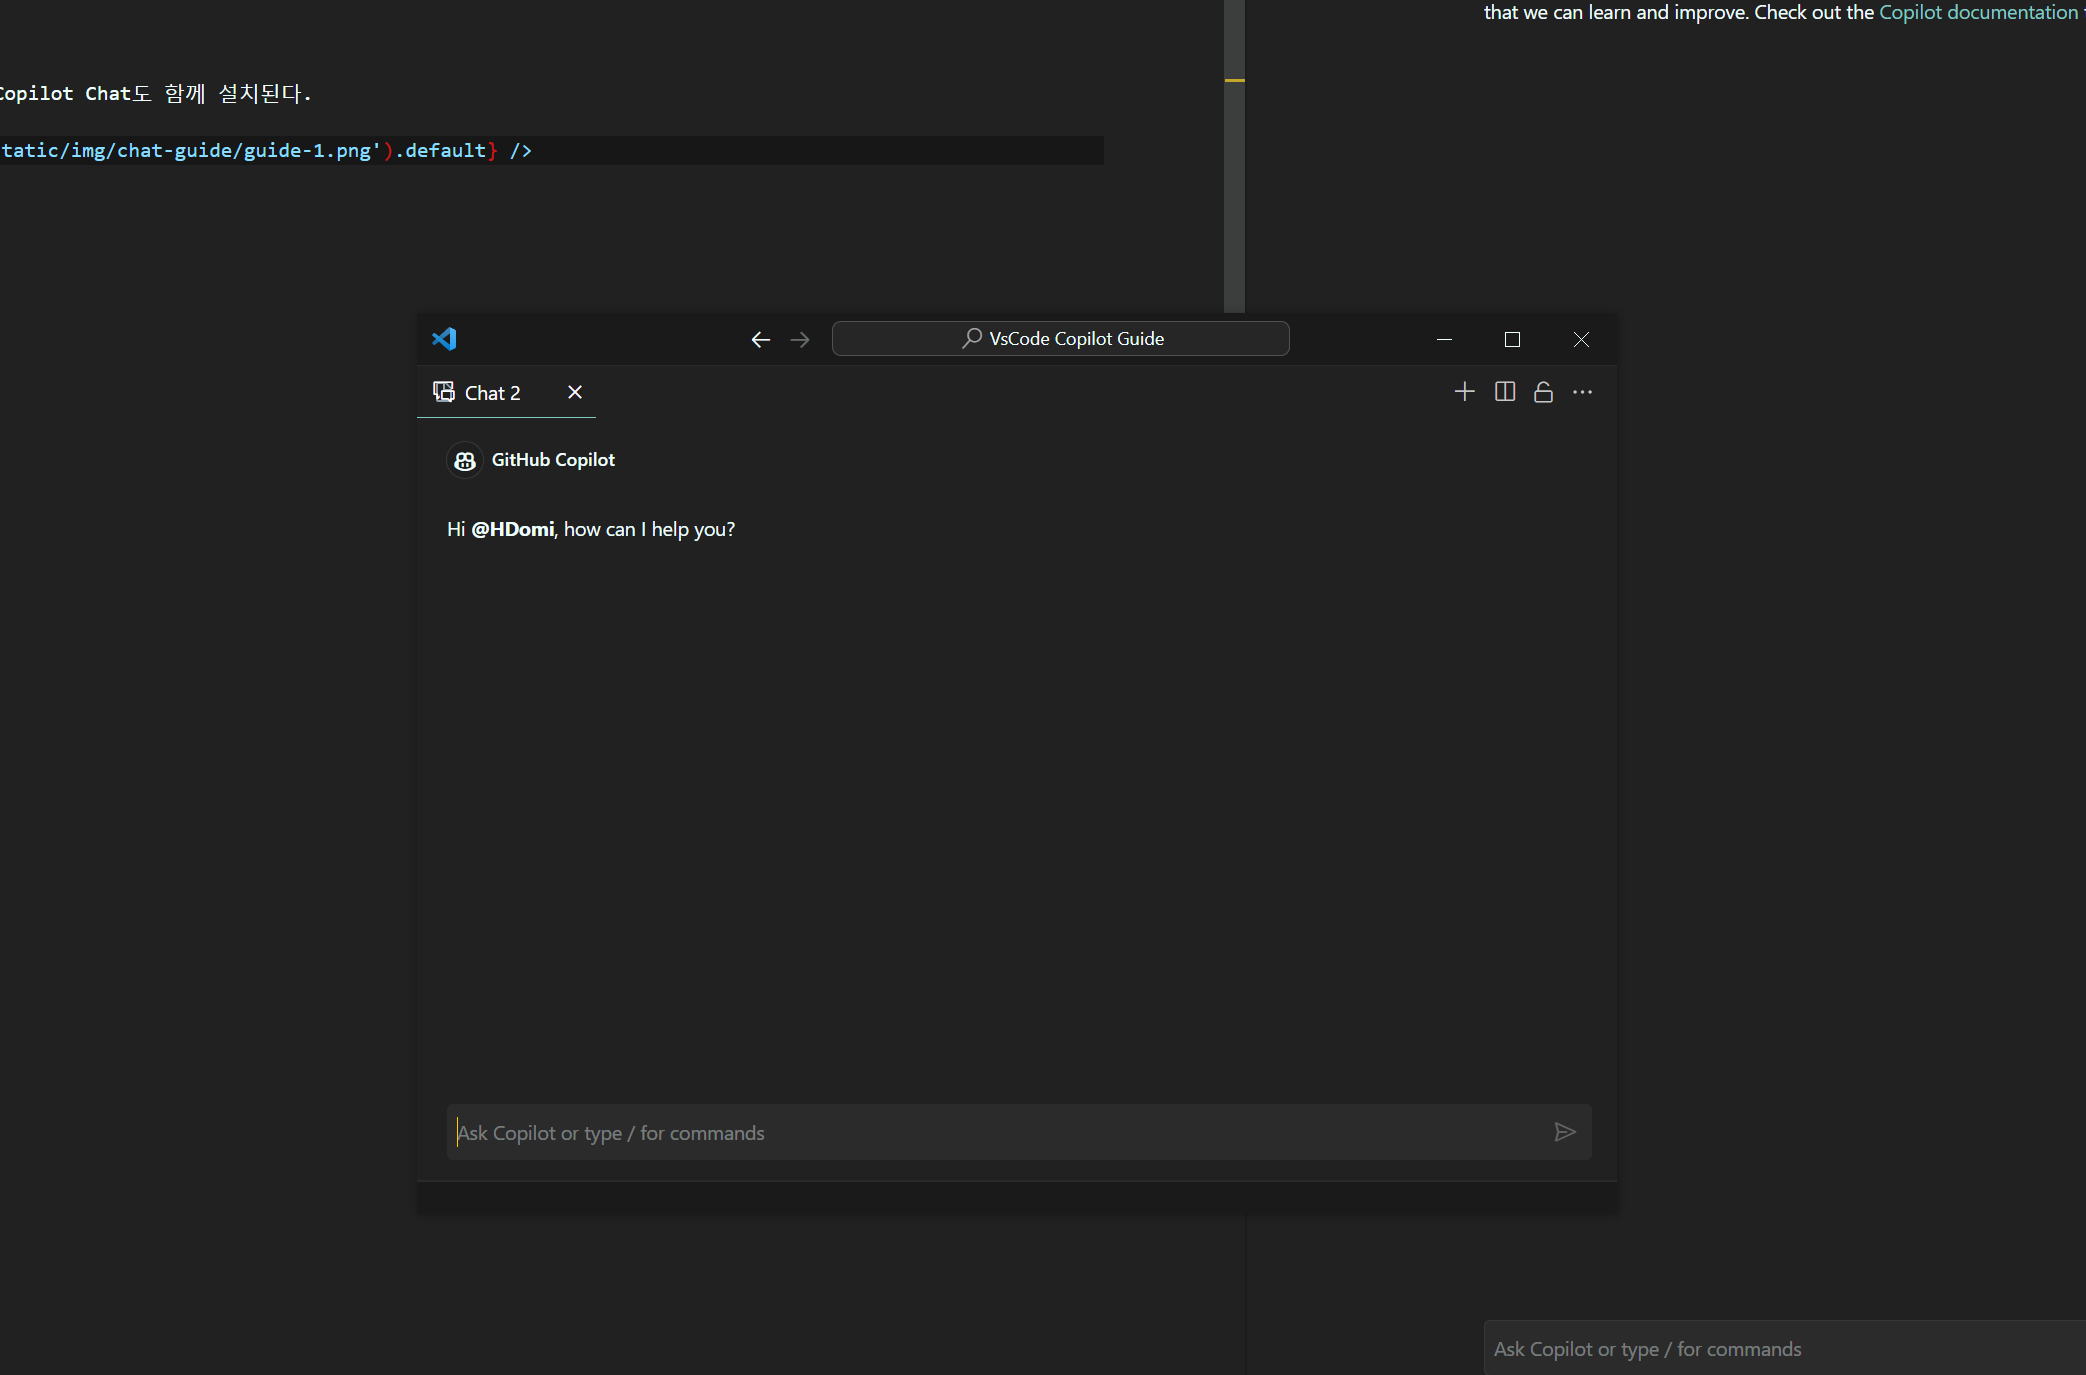 that we can learn and improve. Check out the Copilot documentation
Copilot Chat도 함께 설치된다.
tatic/img/chat-guide/guide-1.png').default} />
VsCode Copilot Guide
Chat 2
GitHub Copilot
Hi @HDomi, how can I help you?
Ask Copilot or type / for commands
Ask Copilot or type / for commands